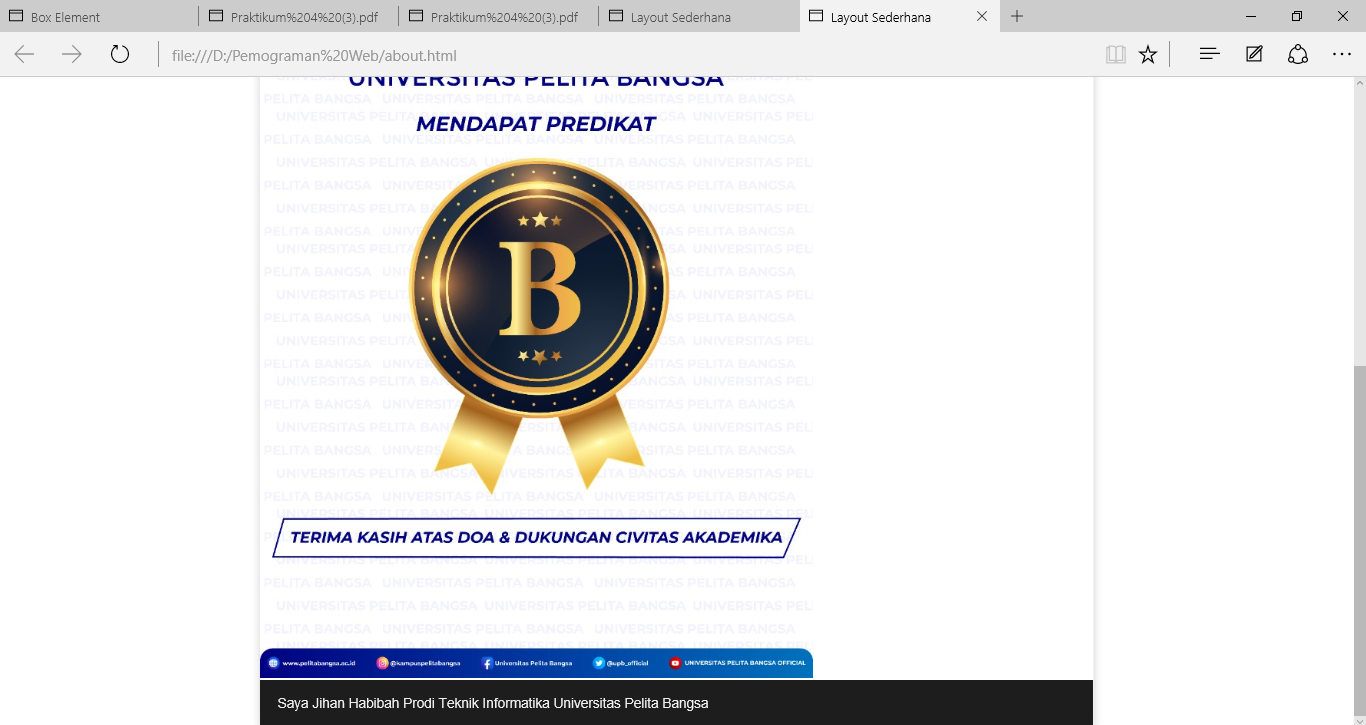 Box Element
Praktikum%204%20(3).pdf
Praktikum%204%20(3).pdf
Layout Sederhana
Layout Sederhana
file:///D:/Pemograman%20Web/about.html
UNIVERSITAS PELITA BANGSA
MENDAPAT PREDIKAT
B
TERIMA KASIH ATAS DOA & DUKUNGAN CIVITAS AKADEMIKA
www.pelitabangsa.ac.id
@kampuspelitabangsa
Universitas Pelita Bangsa
@upb_official
UNIVERSITAS PELITA BANGSA OFFICIAL
Saya Jihan Habibah Prodi Teknik Informatika Universitas Pelita Bangsa